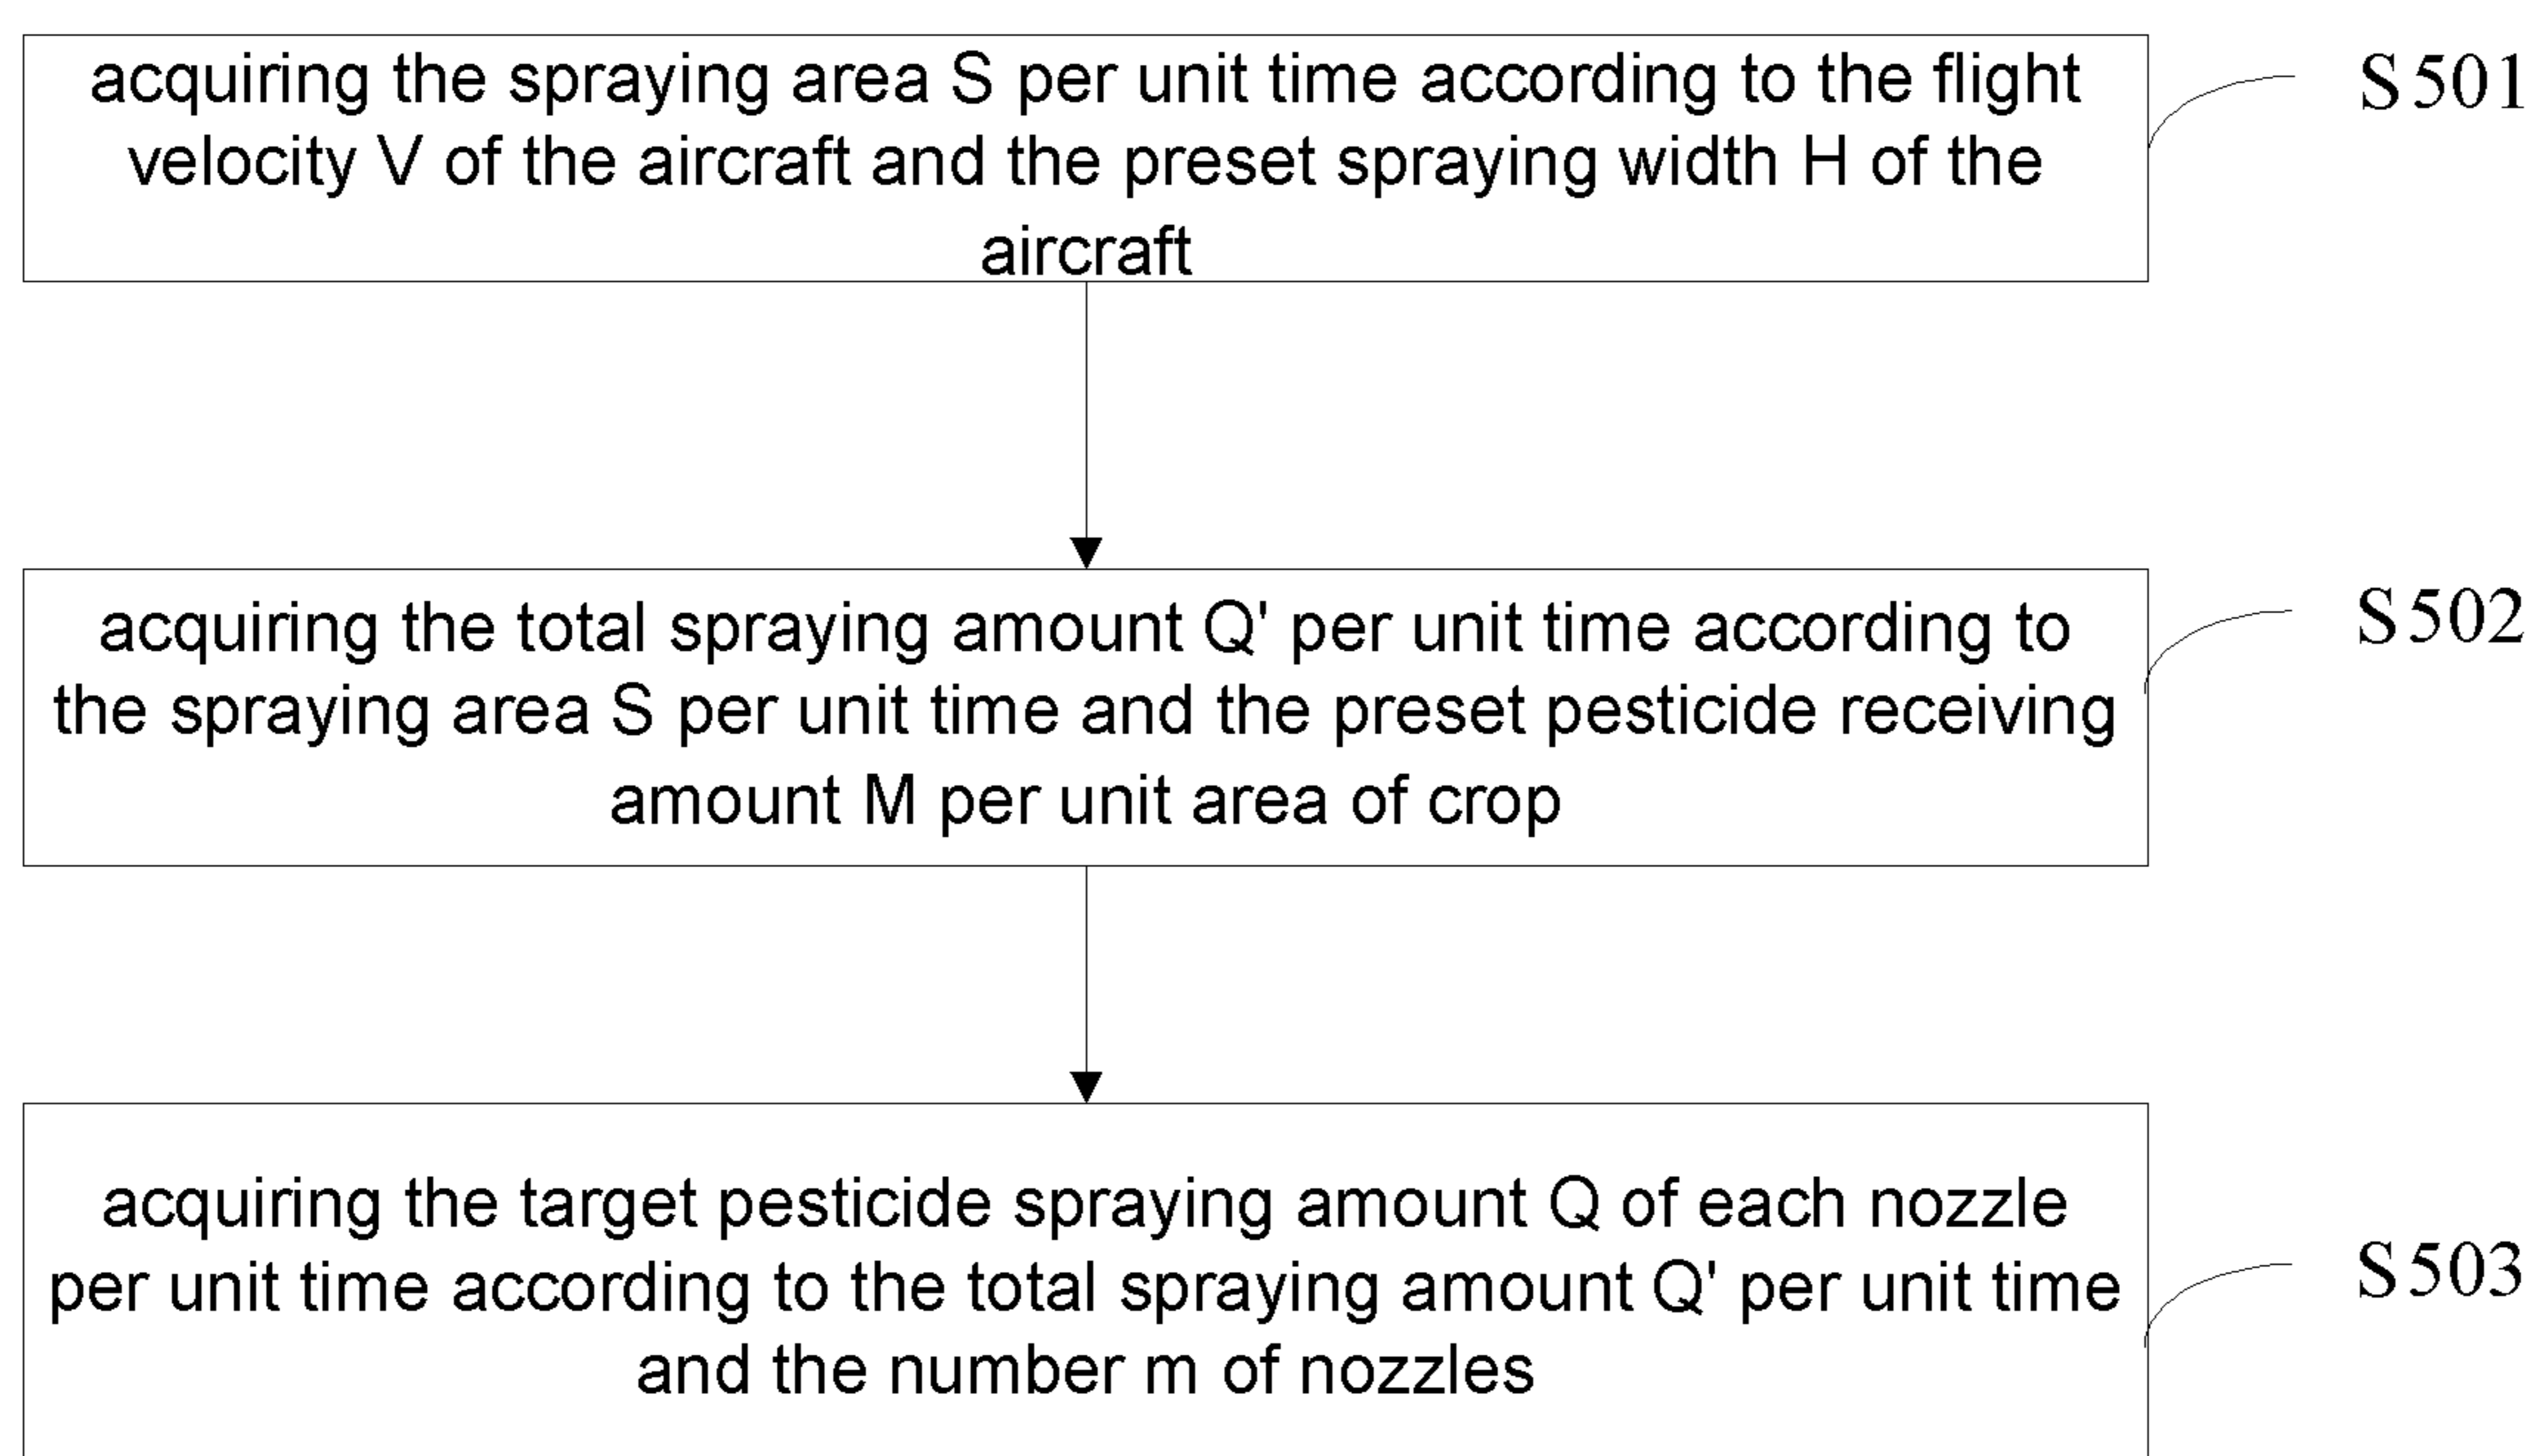 acquiring the spraying area S per unit time according to the flight
velocity V of the aircraft and the preset spraying width H of the
aircraft
S501
acquiring the total spraying amount Q' per unit time according to
the spraying area S per unit time and the preset pesticide receiving
amount M per unit area of crop
S502
acquiring the target pesticide spraying amount Q of each nozzle
per unit time according to the total spraying amount Q' per unit time
and the number m of nozzles
S503